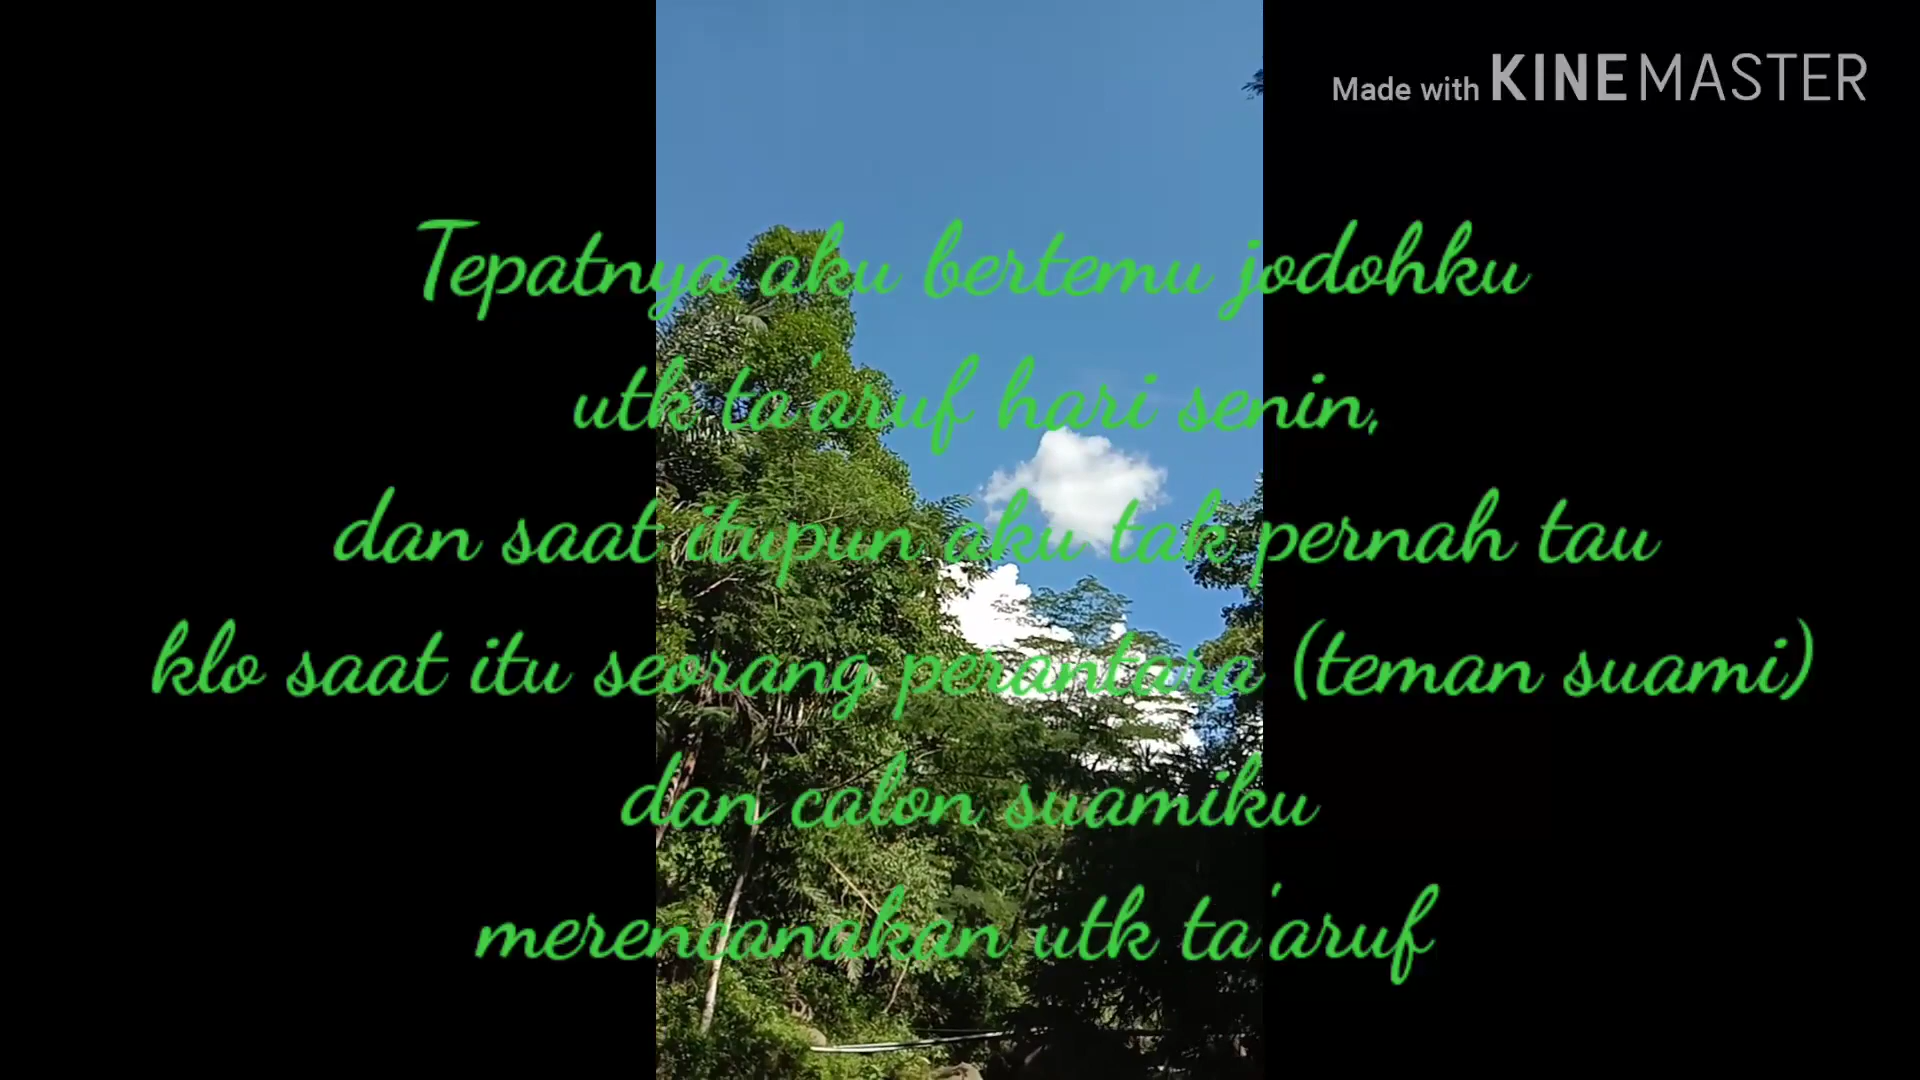 Made with KINEMASTER
Tepatnya aku bertemu jodohku
utk ta'aruf hari senin,
dan saat itupun aku tak pernah tau
klo saat itu seorang perantara (teman suami)
dan calon suamiku
merencanakan utk ta'aruf